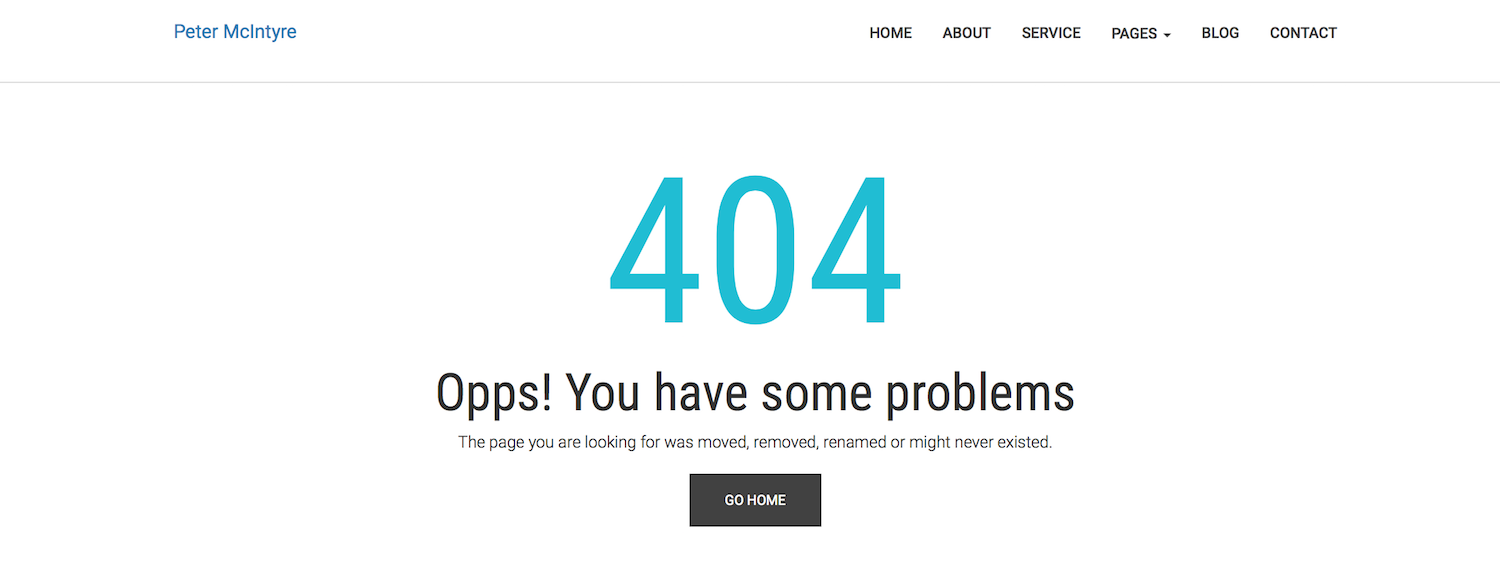 Peter McIntyre
HOME ABOUT SERVICE PAGES BLOG CONTACT
404
Opps! You have some problems
The page you are looking for was moved, removed, renamed or might never existed.
GO HOME